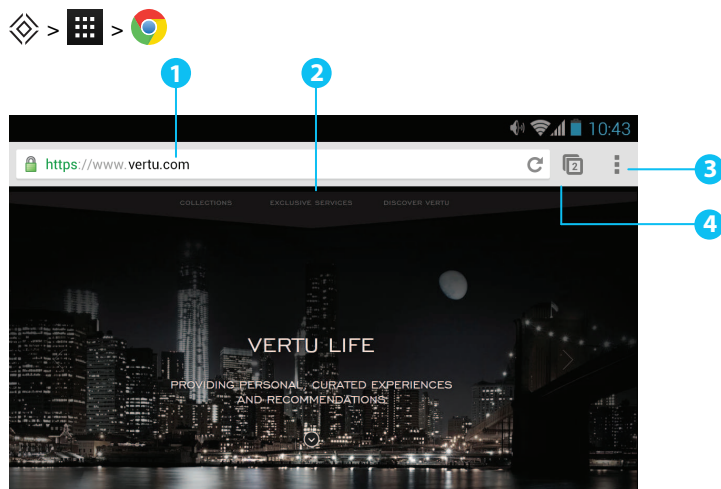 > >
1 2
10:43
https://www.vertu.com 2
3
COLLECTIONS EXCLUSIVE SERVICES DISCOVER VERTU
4
VERTU LIFE
PROVIDING PERSONAL, CURATED EXPERIENCES
AND RECOMMENDATIONS.